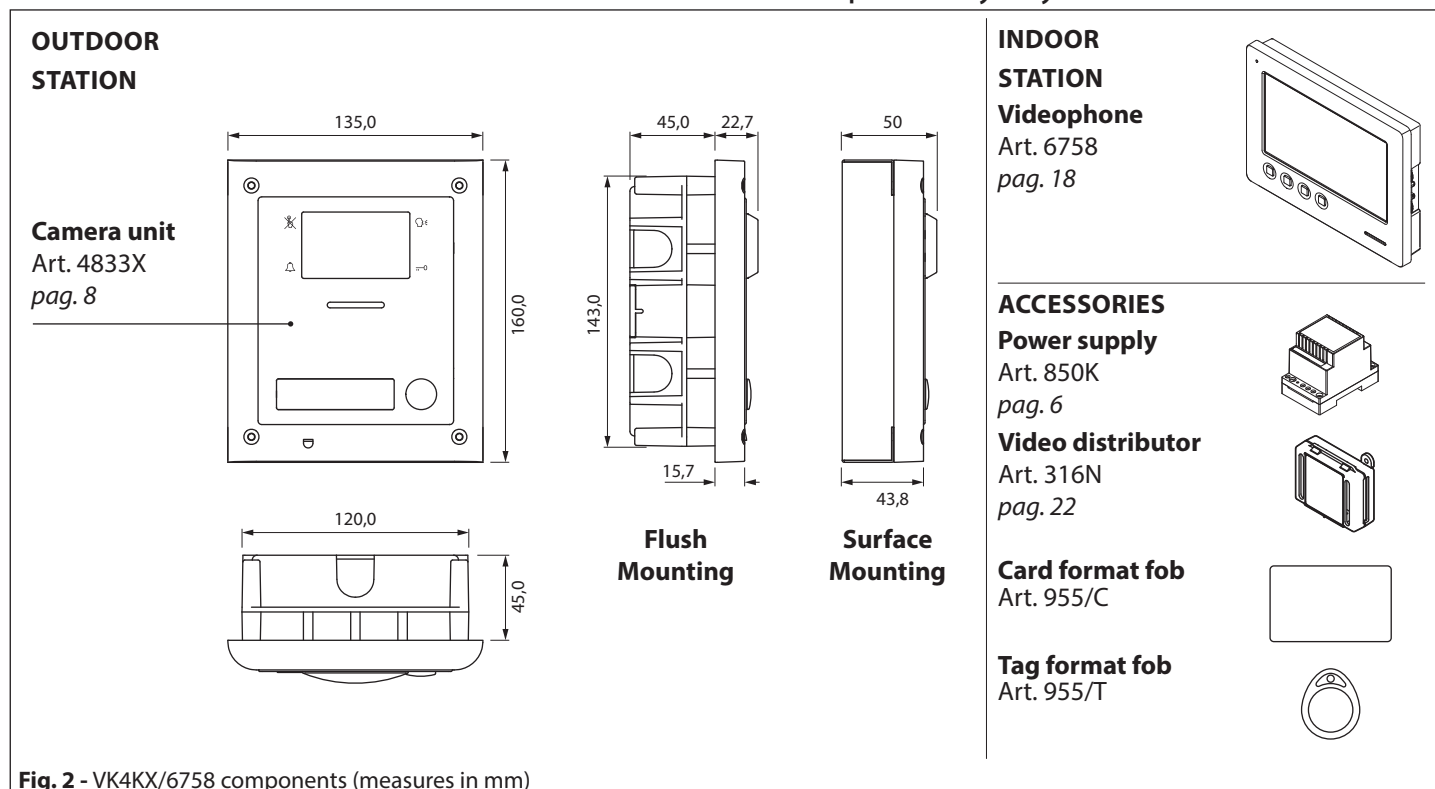 OUTDOOR
STATION
135,0
160,0
Camera unit
Art. 4833X
pag. 8
120,0
45,0
45,0
22,7
143,0
15,7
Flush
Mounting
50
43,8
Surface
Mounting
INDOOR
STATION
Videophone
Art. 6758
pag. 18
ACCESSORIES
Power supply
Art. 850K
pag. 6
Video distributor
Art. 316N
pag. 22
Card format fob
Art. 955/C
Tag format fob
Art. 955/T
Fig. 2 - VK4KX/6758 components (measures in mm)